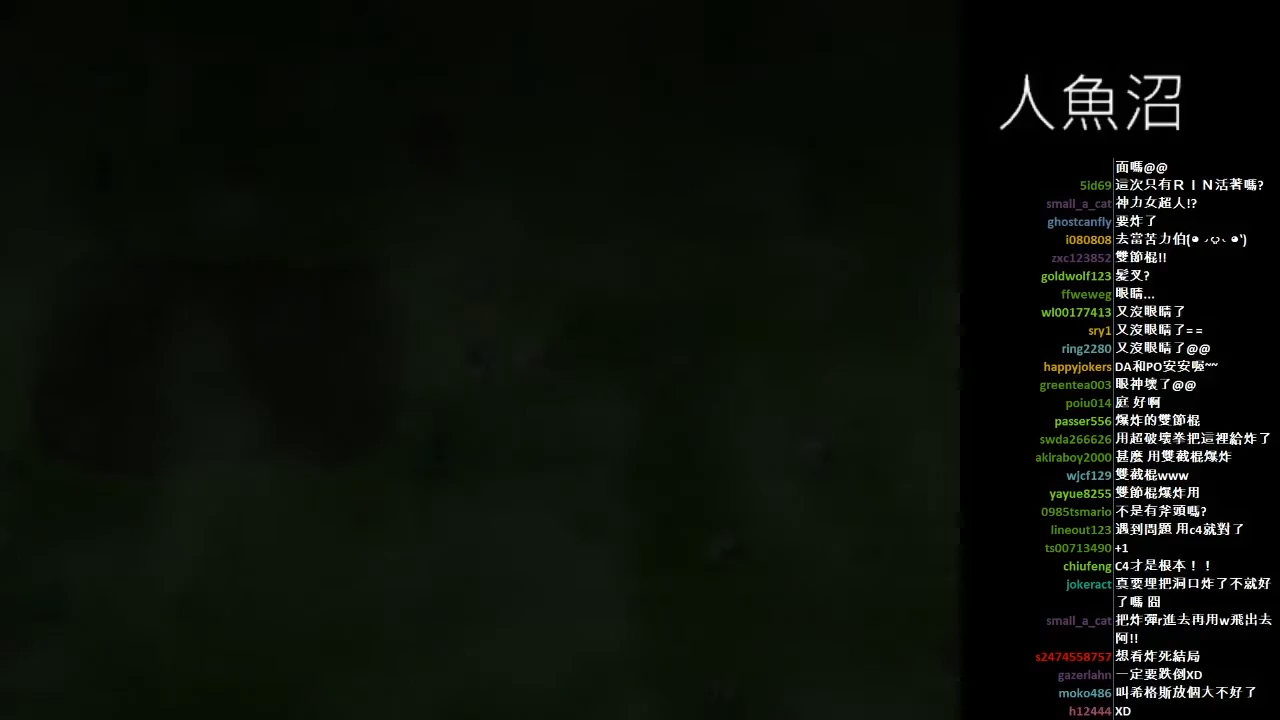 人魚沼
面嗎@@
5id69 這次只有ＲＩＮ活著嗎?
small_a_cat 神力女超人!?
ghostcanfly 要炸了
i080808 去當苦力伯(◕ᴗ◕‵)
zxc123852 雙節棍!!
goldwolf123 髮叉?
ffweweg 眼睛...
wl00177413 又沒眼睛了
sry1 又沒眼睛了==
ring2280 又沒眼睛了@@
happyjokers DA和PO安安喔~~
greentea003 眼神壞了@@
poiu014 庭 好啊
passer556 爆炸的雙節棍
swda266626 用超破壞拳把這裡給炸了
akiraboy2000 甚麼 用雙截棍爆炸
wjcf129 雙截棍www
yayue8255 雙節棍爆炸用
0985tsmario 不是有斧頭嗎?
lineout123 遇到問題 用c4就對了
ts00713490 +1
chiufeng C4才是根本！！
jokeract 真要埋把洞口炸了不就好
了嗎 囧
small_a_cat 把炸彈r進去再用w飛出去
阿!!
s2474558757 想看炸死結局
gazerlahn 一定要跌倒XD
moko486 叫希格斯放個大不好了
h12444 XD